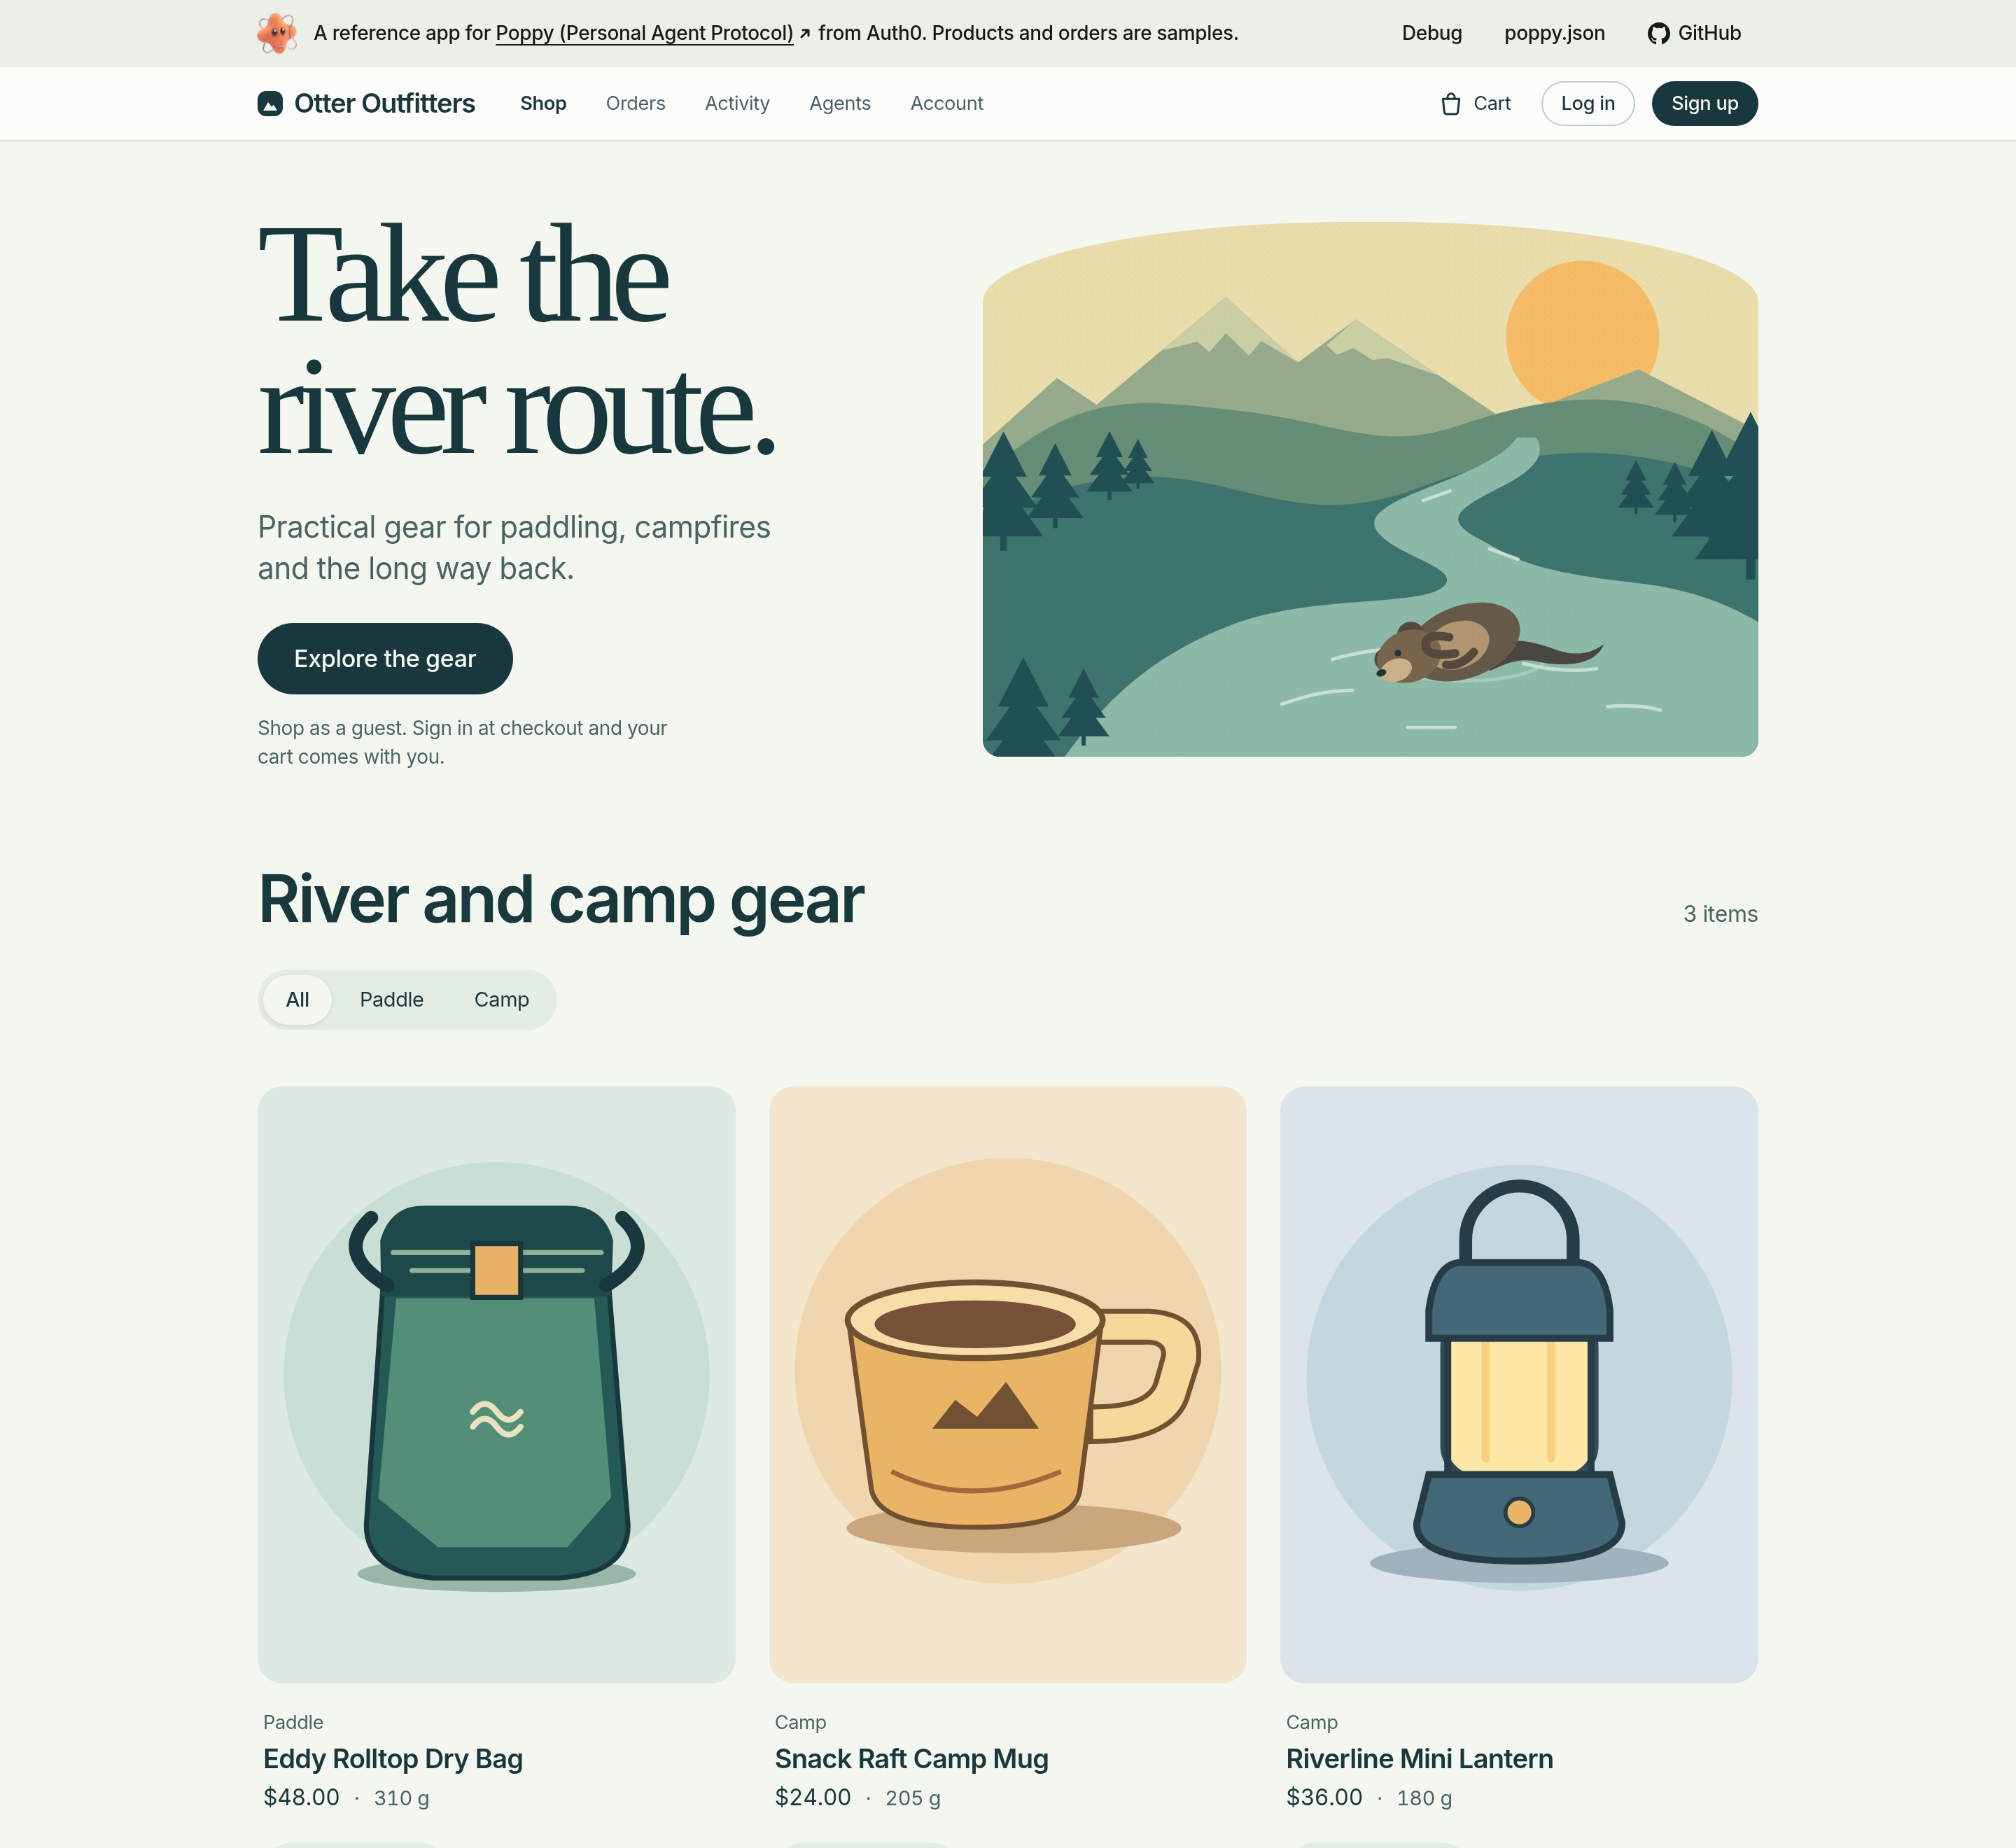 A reference app for Poppy (Personal Agent Protocol) ↗ from Auth0. Products and orders are samples.
Debug
poppy.json
GitHub
Otter Outfitters
Shop
Orders
Activity
Agents
Account
Cart
Log in
Sign up
Take the
river route.
Practical gear for paddling, campfires
and the long way back.
Explore the gear
Shop as a guest. Sign in at checkout and your
cart comes with you.
River and camp gear
3 items
All
Paddle
Camp
Paddle
Eddy Rolltop Dry Bag
$48.00 · 310 g
Camp
Snack Raft Camp Mug
$24.00 · 205 g
Camp
Riverline Mini Lantern
$36.00 · 180 g